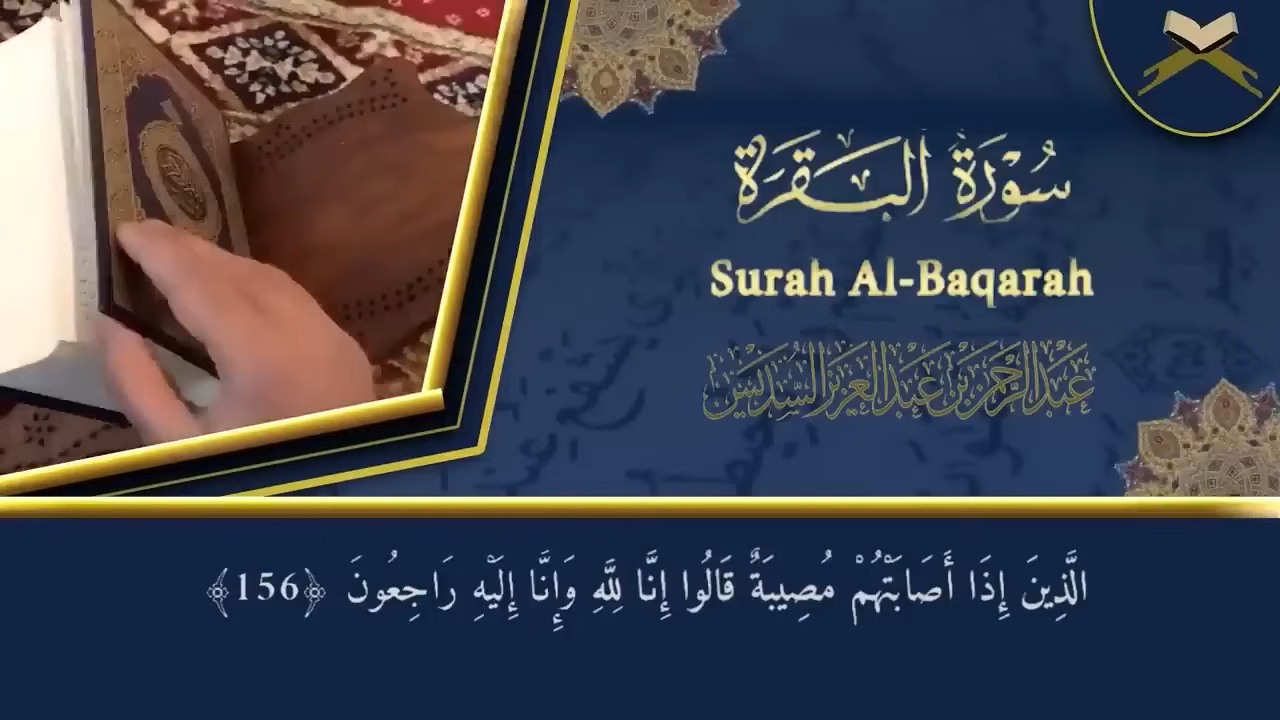 سُورَةُ البَقَرَة
Surah Al-Baqarah
عبد الرحمن بن عبد العزيز السديس
الَّذِينَ إِذَا أَصَابَتْهُمْ مُصِيبَةٌ قَالُوا إِنَّا لِلَّهِ وَإِنَّا إِلَيْهِ رَاجِعُونَ ﴿156﴾